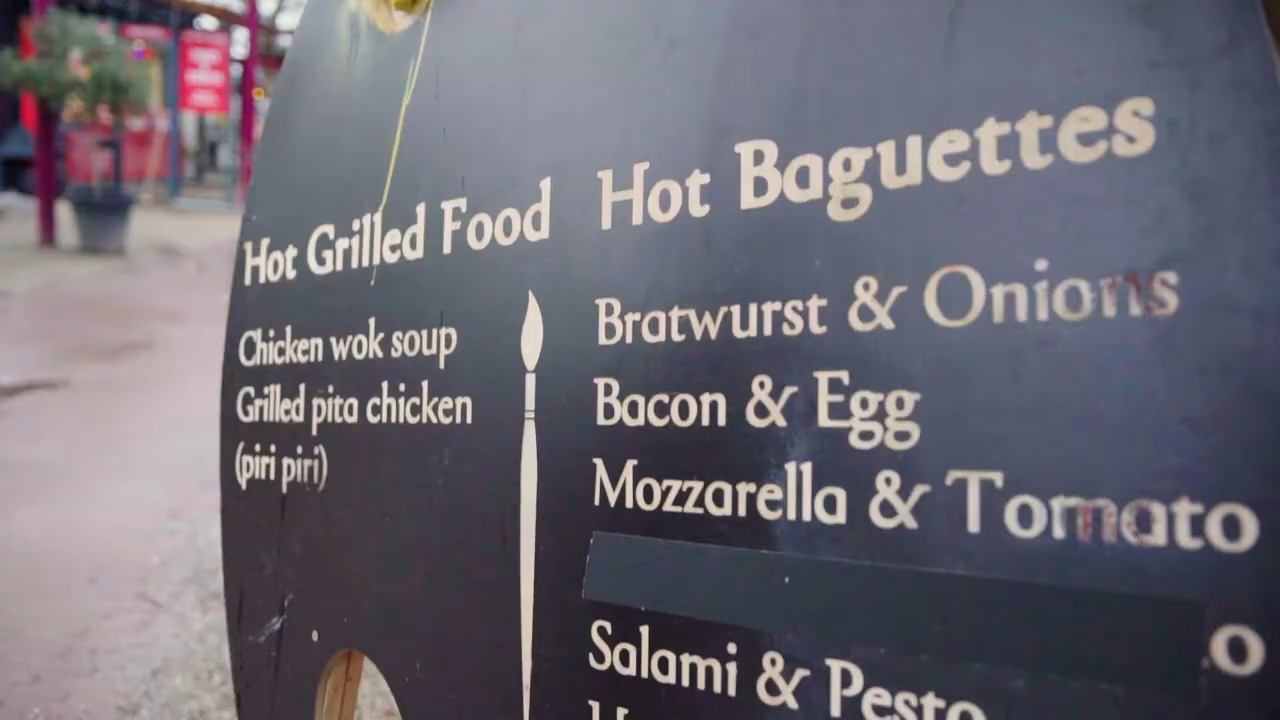 Hot Grilled Food
Chicken wok soup
Grilled pita chicken
(piri piri)
Hot Baguettes
Bratwurst & Onions
Bacon & Egg
Mozzarella & Tomato
o
Salami & Pesto